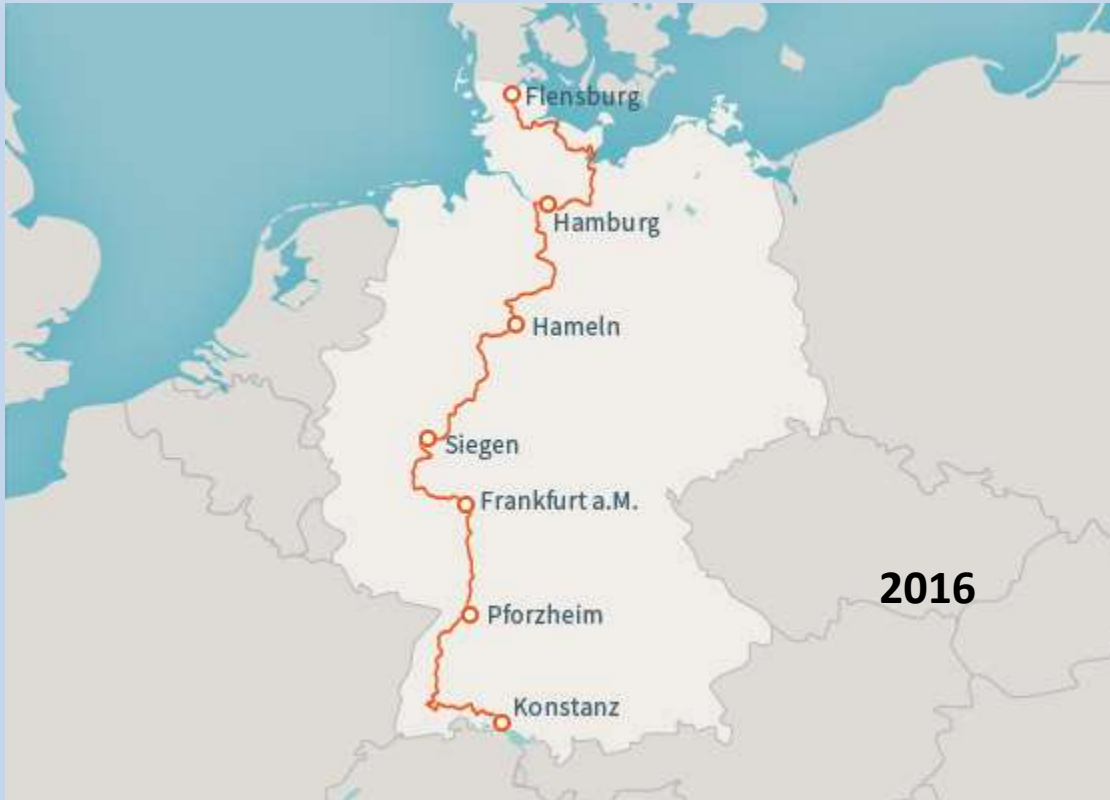 Flensburg
Hamburg
Hameln
Siegen
Frankfurt a.M.
2016
Pforzheim
Konstanz